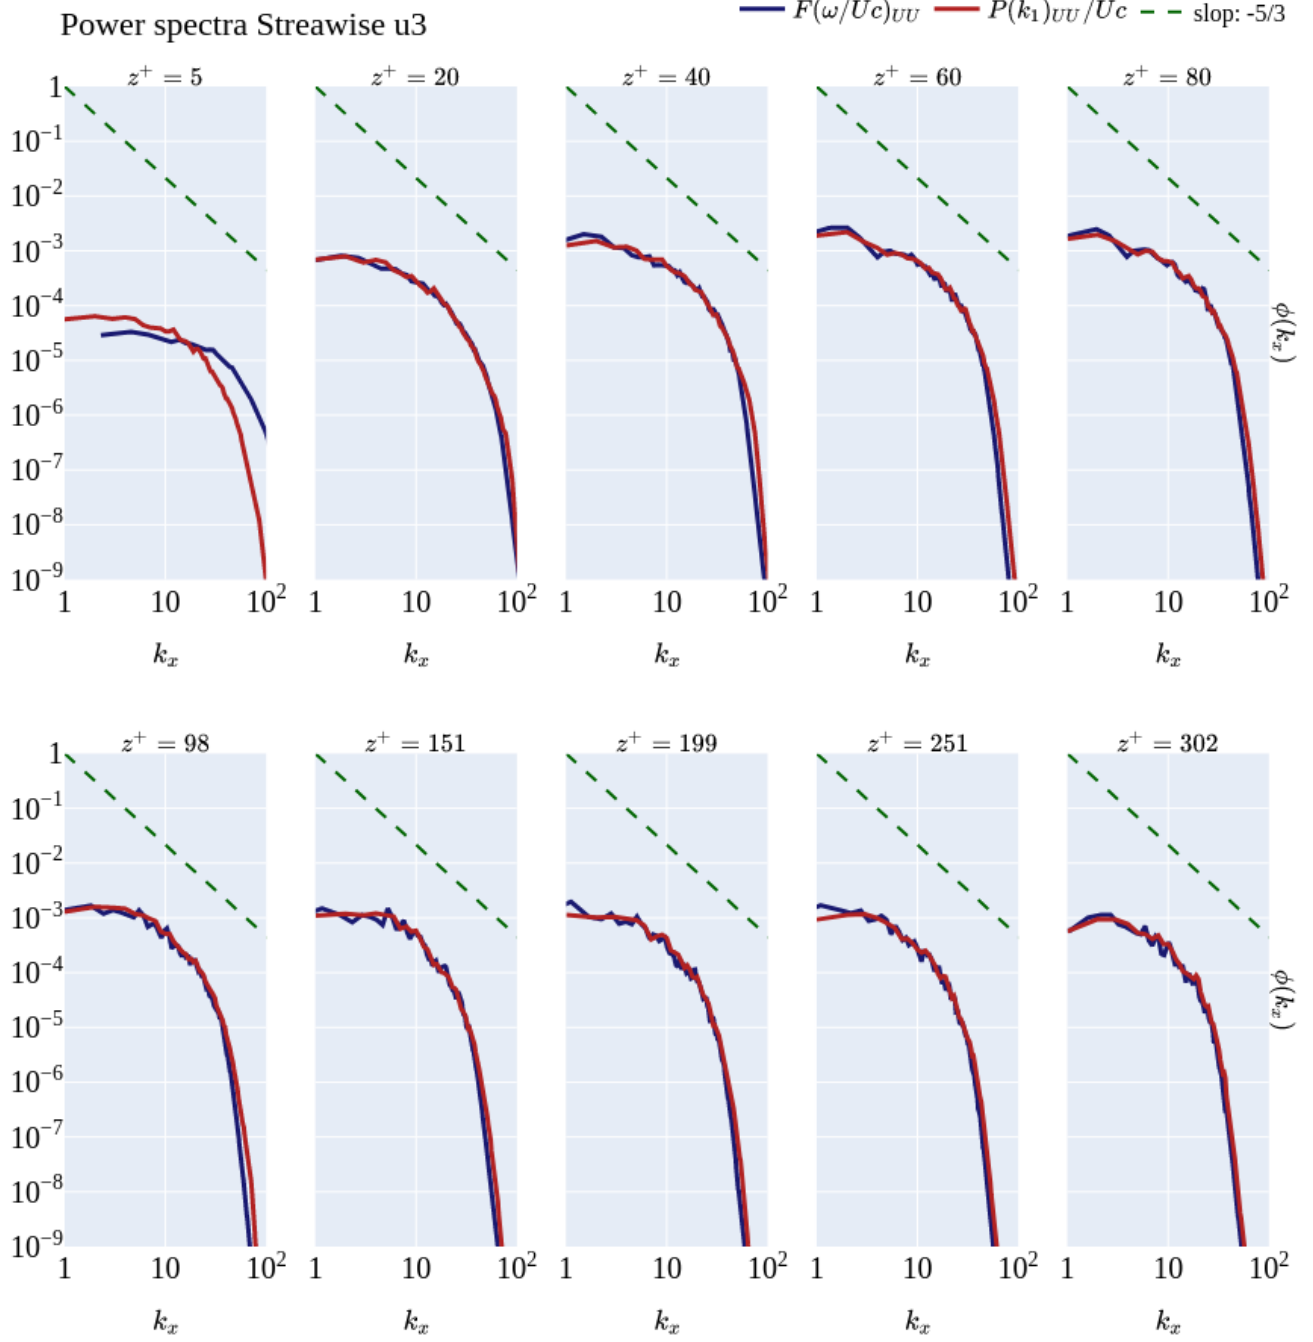 Power spectra Streawise u3
F(ω/Uc)_{UU} P(k₁)_{UU}/Uc slop: -5/3
z⁺ = 5 z⁺ = 20 z⁺ = 40 z⁺ = 60 z⁺ = 80
1
10⁻¹
10⁻²
10⁻³
10⁻⁴
10⁻⁵
10⁻⁶
10⁻⁷
10⁻⁸
10⁻⁹
ϕ(kₓ)
1 10 10² 1 10 10² 1 10 10² 1 10 10² 1 10 10²
kₓ kₓ kₓ kₓ kₓ
z⁺ = 98 z⁺ = 151 z⁺ = 199 z⁺ = 251 z⁺ = 302
1
10⁻¹
10⁻²
10⁻³
10⁻⁴
10⁻⁵
10⁻⁶
10⁻⁷
10⁻⁸
10⁻⁹
ϕ(kₓ)
1 10 10² 1 10 10² 1 10 10² 1 10 10² 1 10 10²
kₓ kₓ kₓ kₓ kₓ